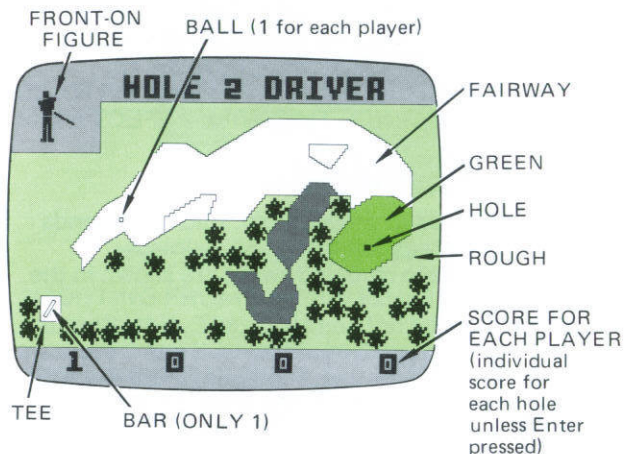 FRONT-ON
FIGURE
BALL (1 for each player)
HOLE 2 DRIVER
FAIRWAY
GREEN
HOLE
ROUGH
SCORE FOR
EACH PLAYER
(individual
score for
each hole
unless Enter
pressed)
1 0 0 0
TEE
BAR (ONLY 1)